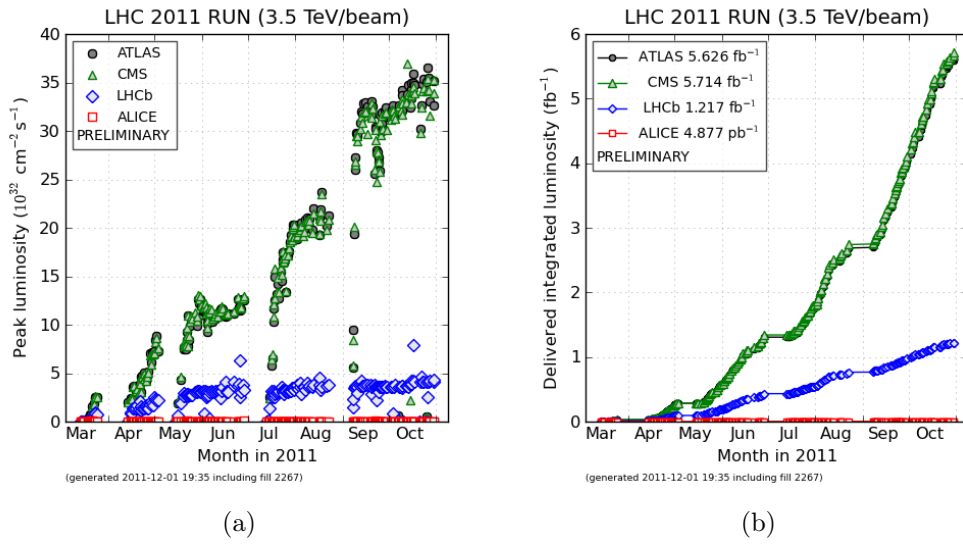 LHC 2011 RUN (3.5 TeV/beam)
Peak luminosity (10³² cm⁻² s⁻¹)
40
35
30
25
20
15
10
5
0
ATLAS
CMS
LHCb
ALICE
PRELIMINARY
Mar Apr May Jun Jul Aug Sep Oct
Month in 2011
(generated 2011-12-01 19:35 including fill 2267)
(a)
LHC 2011 RUN (3.5 TeV/beam)
Delivered integrated luminosity (fb⁻¹)
6
5
4
3
2
1
0
ATLAS 5.626 fb⁻¹
CMS 5.714 fb⁻¹
LHCb 1.217 fb⁻¹
ALICE 4.877 pb⁻¹
PRELIMINARY
Mar Apr May Jun Jul Aug Sep Oct
Month in 2011
(generated 2011-12-01 19:35 including fill 2267)
(b)